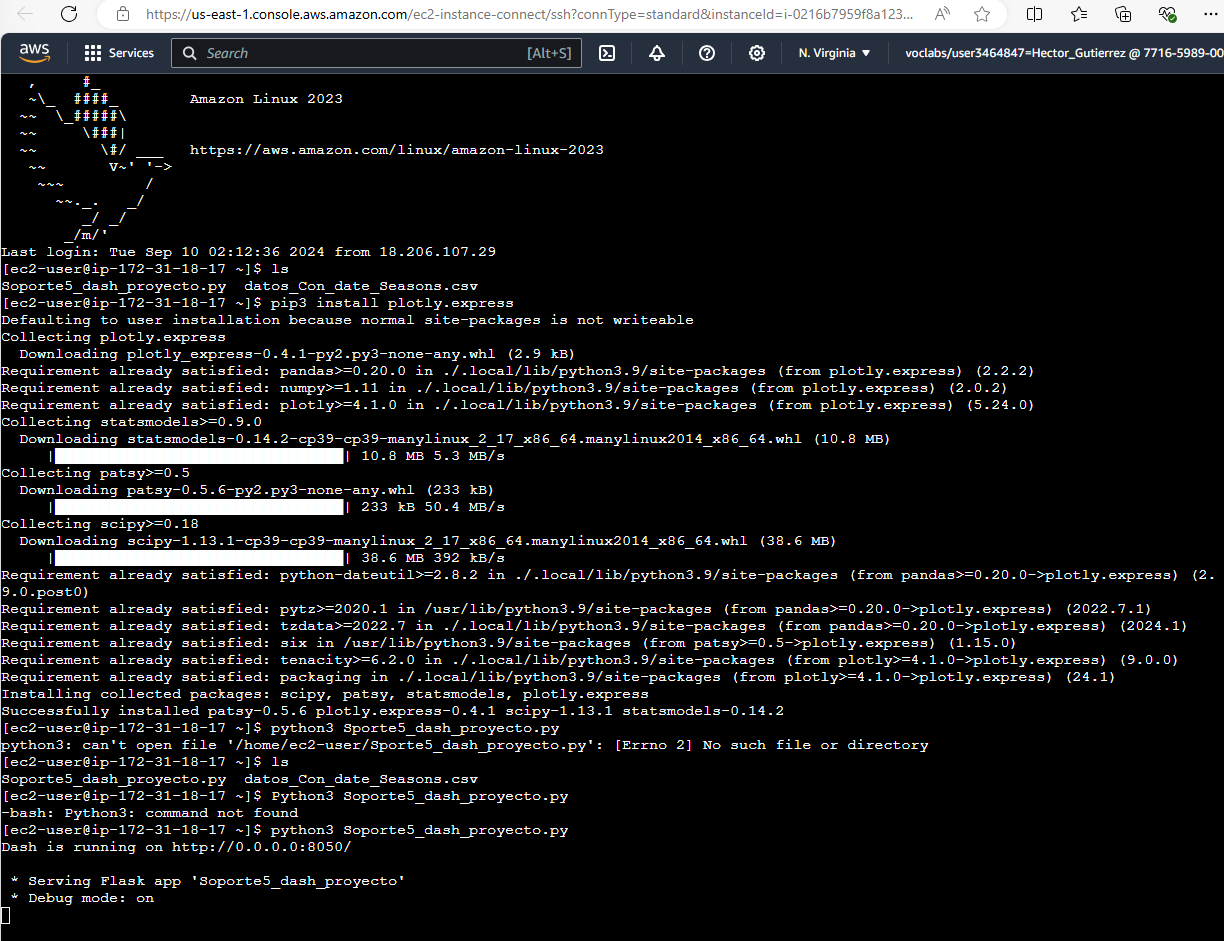 https://us-east-1.console.aws.amazon.com/ec2-instance-connect/ssh?connType=standard&instanceId=i-0216b7959f8a123...
aws Services Search [Alt+S] N. Virginia voclabs/user3464847=Hector_Gutierrez @ 7716-5989-00
   ,     #_
   ~\_  ####_        Amazon Linux 2023
  ~~  \_#####\
  ~~     \###|
  ~~       \#/ ___   https://aws.amazon.com/linux/amazon-linux-2023
   ~~       V~' '->
    ~~~         /
      ~~._.   _/
         _/ _/
       _/m/'
Last login: Tue Sep 10 02:12:36 2024 from 18.206.107.29
[ec2-user@ip-172-31-18-17 ~]$ ls
Soporte5_dash_proyecto.py  datos_Con_date_Seasons.csv
[ec2-user@ip-172-31-18-17 ~]$ pip3 install plotly.express
Defaulting to user installation because normal site-packages is not writeable
Collecting plotly.express
  Downloading plotly_express-0.4.1-py2.py3-none-any.whl (2.9 kB)
Requirement already satisfied: pandas>=0.20.0 in ./.local/lib/python3.9/site-packages (from plotly.express) (2.2.2)
Requirement already satisfied: numpy>=1.11 in ./.local/lib/python3.9/site-packages (from plotly.express) (2.0.2)
Requirement already satisfied: plotly>=4.1.0 in ./.local/lib/python3.9/site-packages (from plotly.express) (5.24.0)
Collecting statsmodels>=0.9.0
  Downloading statsmodels-0.14.2-cp39-cp39-manylinux_2_17_x86_64.manylinux2014_x86_64.whl (10.8 MB)
     |████████████████████████████████| 10.8 MB 5.3 MB/s
Collecting patsy>=0.5
  Downloading patsy-0.5.6-py2.py3-none-any.whl (233 kB)
     |████████████████████████████████| 233 kB 50.4 MB/s
Collecting scipy>=0.18
  Downloading scipy-1.13.1-cp39-cp39-manylinux_2_17_x86_64.manylinux2014_x86_64.whl (38.6 MB)
     |████████████████████████████████| 38.6 MB 392 kB/s
Requirement already satisfied: python-dateutil>=2.8.2 in ./.local/lib/python3.9/site-packages (from pandas>=0.20.0->plotly.express) (2.
9.0.post0)
Requirement already satisfied: pytz>=2020.1 in /usr/lib/python3.9/site-packages (from pandas>=0.20.0->plotly.express) (2022.7.1)
Requirement already satisfied: tzdata>=2022.7 in ./.local/lib/python3.9/site-packages (from pandas>=0.20.0->plotly.express) (2024.1)
Requirement already satisfied: six in /usr/lib/python3.9/site-packages (from patsy>=0.5->plotly.express) (1.15.0)
Requirement already satisfied: tenacity>=6.2.0 in ./.local/lib/python3.9/site-packages (from plotly>=4.1.0->plotly.express) (9.0.0)
Requirement already satisfied: packaging in ./.local/lib/python3.9/site-packages (from plotly>=4.1.0->plotly.express) (24.1)
Installing collected packages: scipy, patsy, statsmodels, plotly.express
Successfully installed patsy-0.5.6 plotly.express-0.4.1 scipy-1.13.1 statsmodels-0.14.2
[ec2-user@ip-172-31-18-17 ~]$ python3 Sporte5_dash_proyecto.py
python3: can't open file '/home/ec2-user/Sporte5_dash_proyecto.py': [Errno 2] No such file or directory
[ec2-user@ip-172-31-18-17 ~]$ ls
Soporte5_dash_proyecto.py  datos_Con_date_Seasons.csv
[ec2-user@ip-172-31-18-17 ~]$ Python3 Soporte5_dash_proyecto.py
-bash: Python3: command not found
[ec2-user@ip-172-31-18-17 ~]$ python3 Soporte5_dash_proyecto.py
Dash is running on http://0.0.0.0:8050/
 * Serving Flask app 'Soporte5_dash_proyecto'
 * Debug mode: on